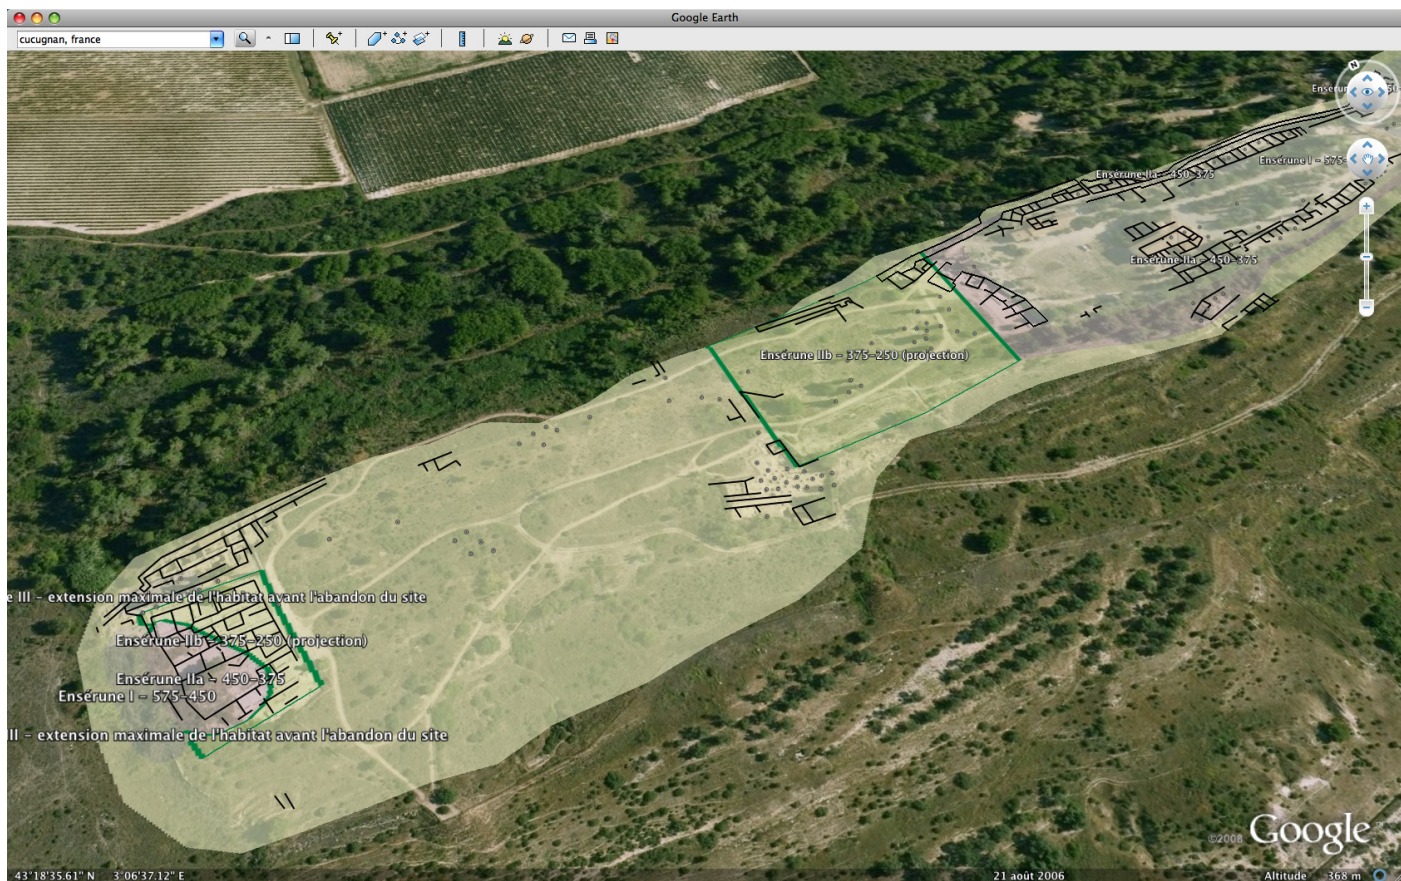 Google Earth
cucugnan, france
N
Ensérune I - 575-
Ensérune IIa - 450-375
Ensérune IIa - 450-375
Ensérune IIb - 375-250 (projection)
e III - extension maximale de l'habitat avant l'abandon du site
Ensérune IIb - 375-250 (projection)
Ensérune IIa - 450-375
Ensérune I - 575-450
III - extension maximale de l'habitat avant l'abandon du site
©2008 Google™
43°18'35.61" N 3°06'37.12" E 21 août 2006 Altitude 368 m